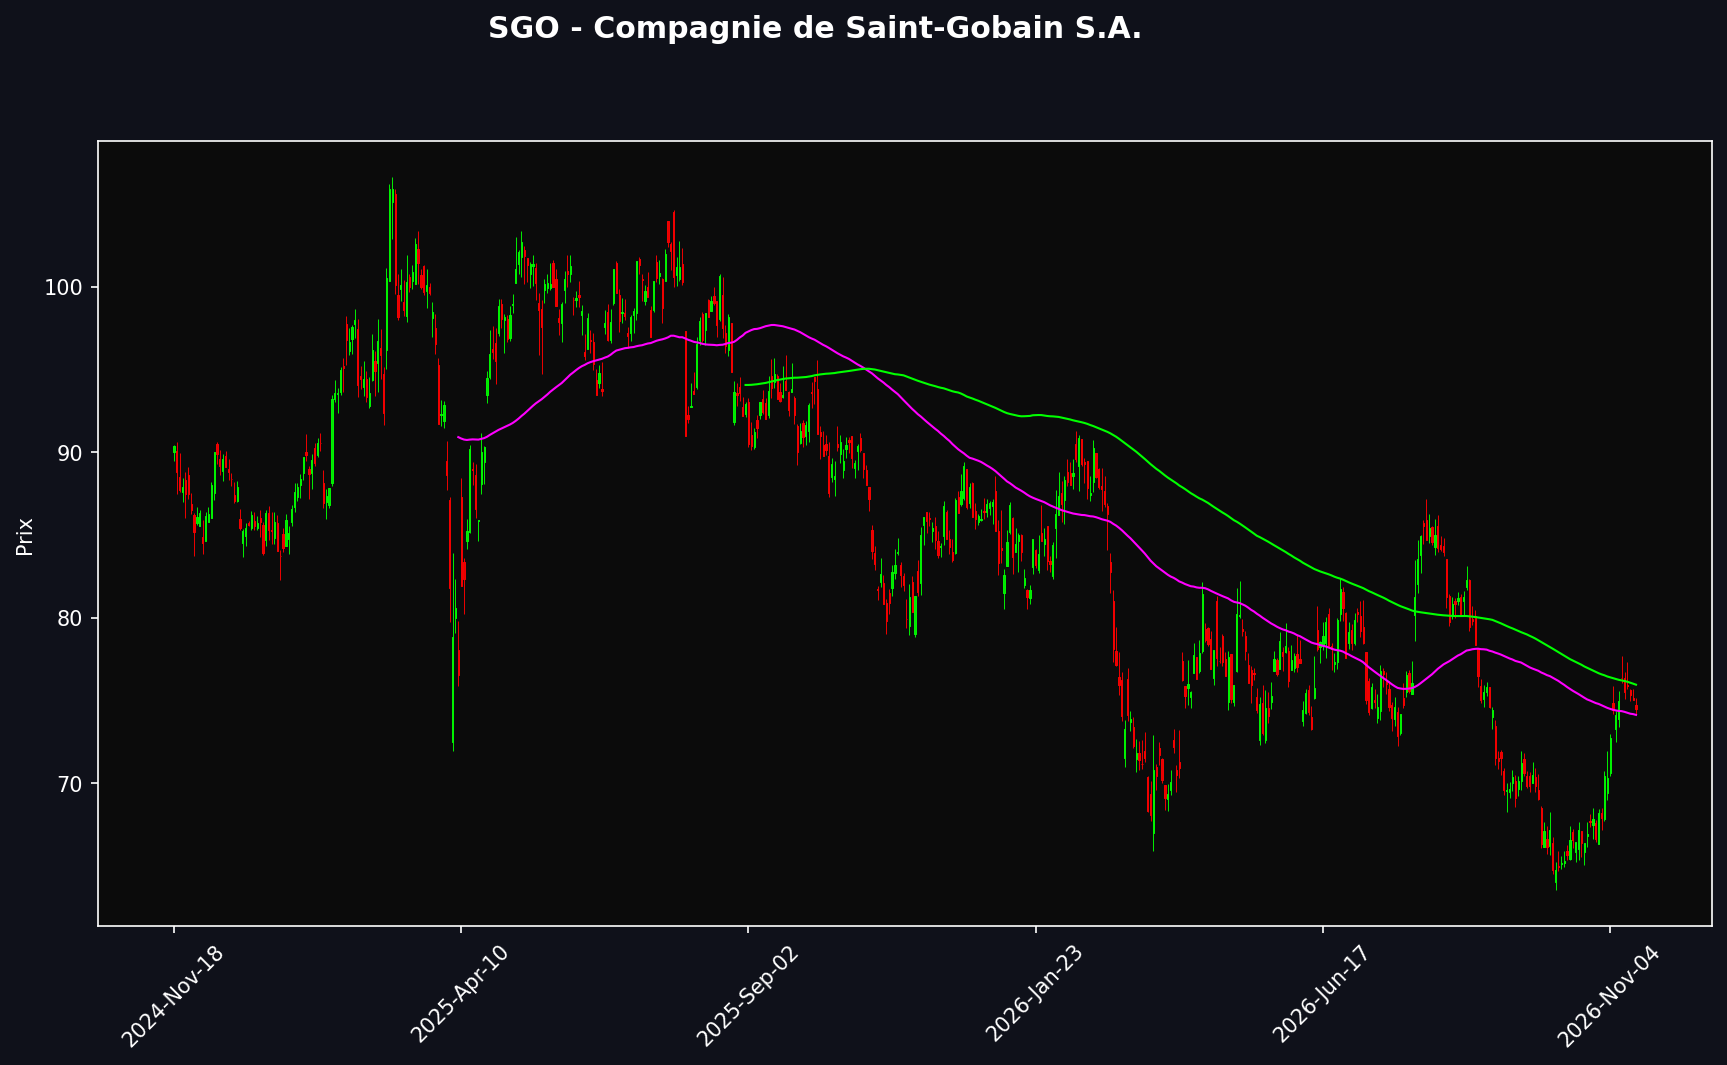 SGO - Compagnie de Saint-Gobain S.A.
Prix
100
90
80
70
2024-Nov-18
2025-Apr-10
2025-Sep-02
2026-Jan-23
2026-Jun-17
2026-Nov-04